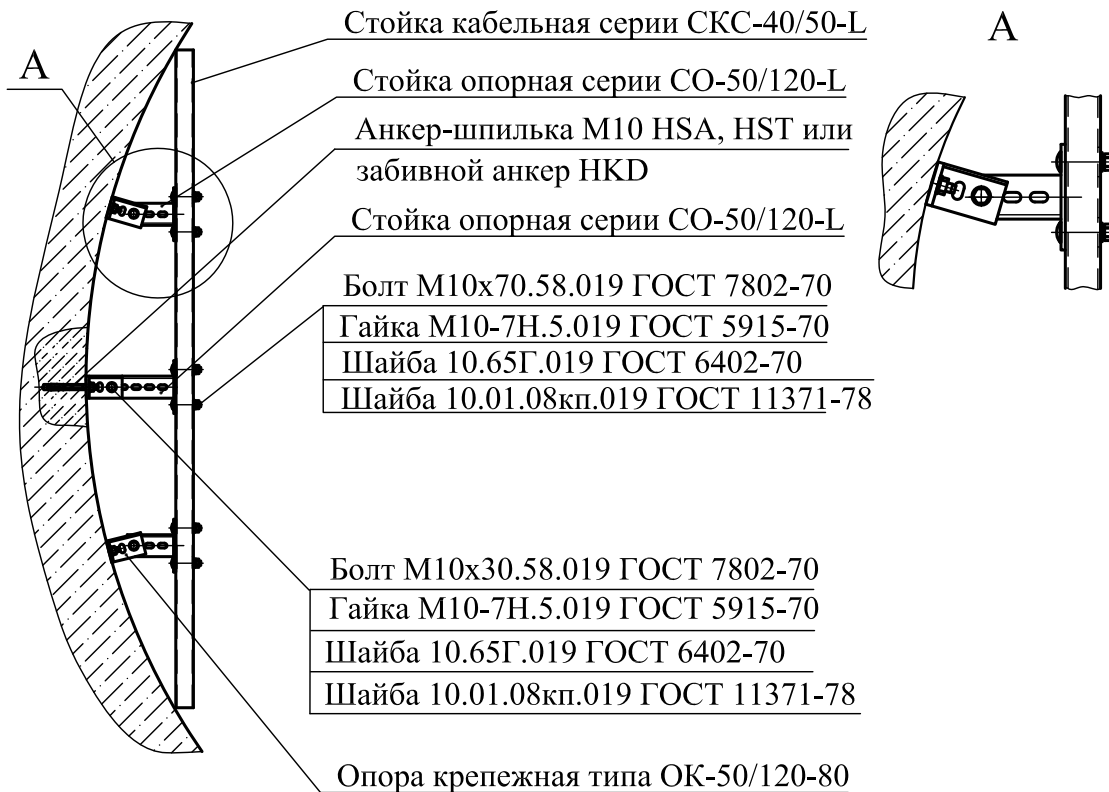 Стойка кабельная серии СКС-40/50-L
А
А
Стойка опорная серии СО-50/120-L
Анкер-шпилька М10 HSA, HST или
забивной анкер HKD
Стойка опорная серии СО-50/120-L
Болт М10х70.58.019 ГОСТ 7802-70
Гайка М10-7Н.5.019 ГОСТ 5915-70
Шайба 10.65Г.019 ГОСТ 6402-70
Шайба 10.01.08кп.019 ГОСТ 11371-78
Болт М10х30.58.019 ГОСТ 7802-70
Гайка М10-7Н.5.019 ГОСТ 5915-70
Шайба 10.65Г.019 ГОСТ 6402-70
Шайба 10.01.08кп.019 ГОСТ 11371-78
Опора крепежная типа ОК-50/120-80